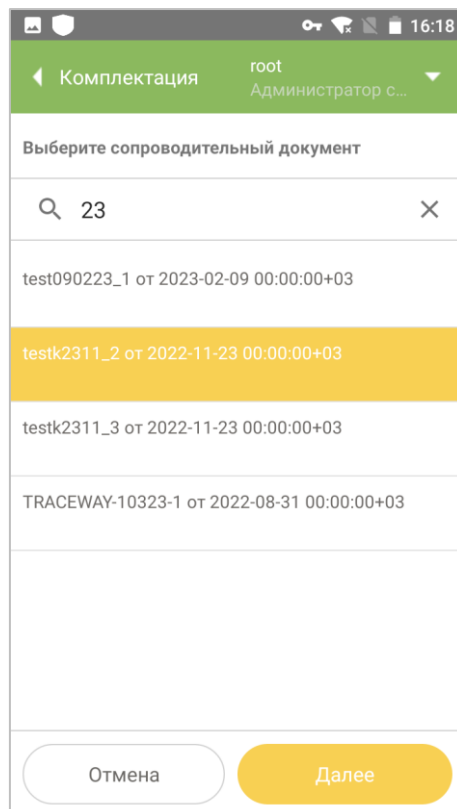 16:18
Комплектация
root
Администратор с...
Выберите сопроводительный документ
23
test090223_1 от 2023-02-09 00:00:00+03
testk2311_2 от 2022-11-23 00:00:00+03
testk2311_3 от 2022-11-23 00:00:00+03
TRACEWAY-10323-1 от 2022-08-31 00:00:00+03
Отмена
Далее